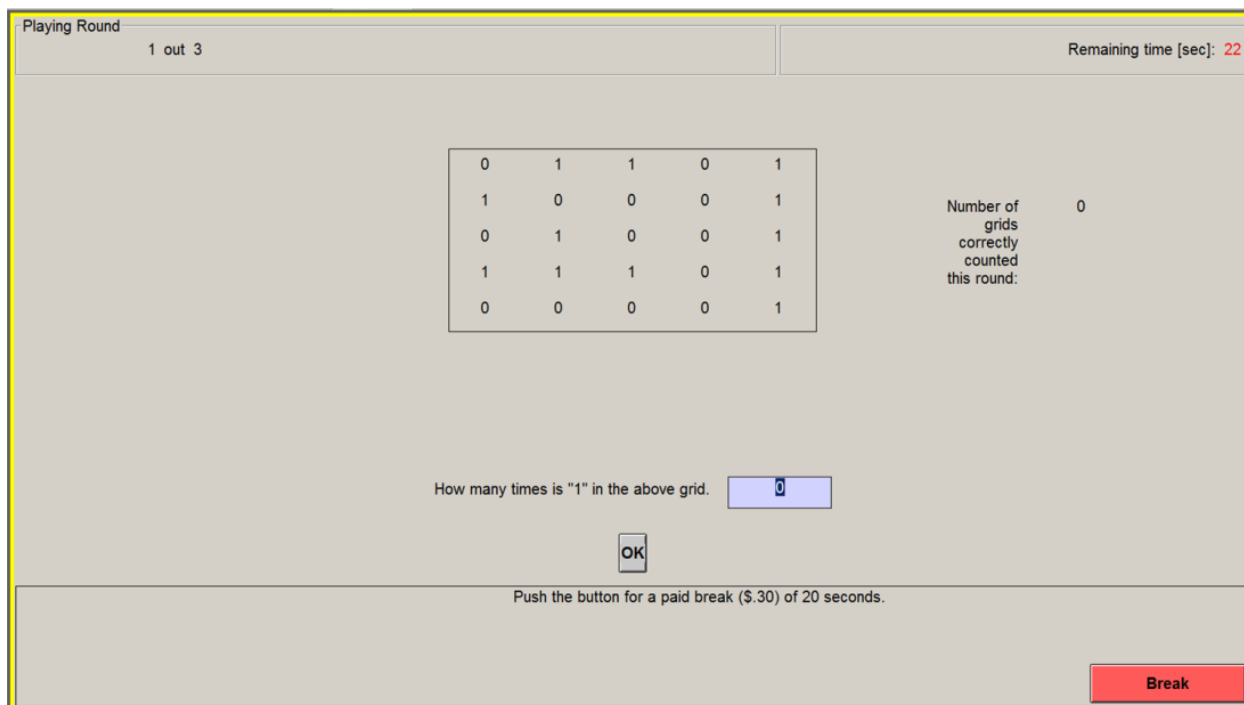 Playing Round
1 out 3
Remaining time [sec]: 22
0 1 1 0 1
1 0 0 0 1
0 1 0 0 1
1 1 1 0 1
0 0 0 0 1
Number of
grids
correctly
counted
this round:
0
How many times is "1" in the above grid.
0
OK
Push the button for a paid break ($.30) of 20 seconds.
Break